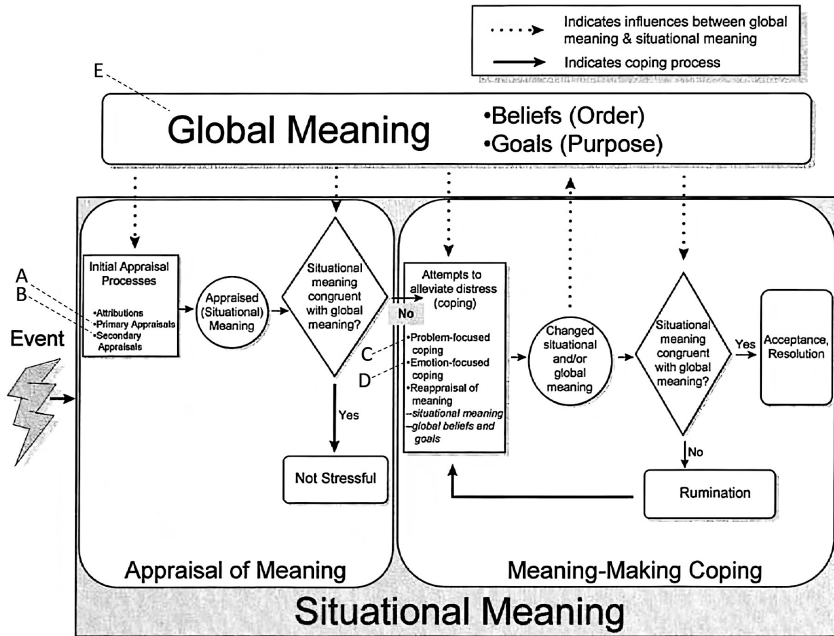 Indicates influences between global
meaning & situational meaning
Indicates coping process
E
Global Meaning
•Beliefs (Order)
•Goals (Purpose)
A
B
Event
Initial Appraisal
Processes
•Attributions
•Primary Appraisals
•Secondary
Appraisals
Appraised
(Situational)
Meaning
Situational
meaning
congruent
with global
meaning?
No
Yes
Not Stressful
Appraisal of Meaning
C
D
Attempts to
alleviate distress
(coping)
•Problem-focused
coping
•Emotion-focused
coping
•Reappraisal of
meaning
–situational meaning
–global beliefs and
goals
Changed
situational
and/or
global
meaning
Situational
meaning
congruent
with global
meaning?
Yes
Acceptance,
Resolution
No
Rumination
Meaning-Making Coping
Situational Meaning